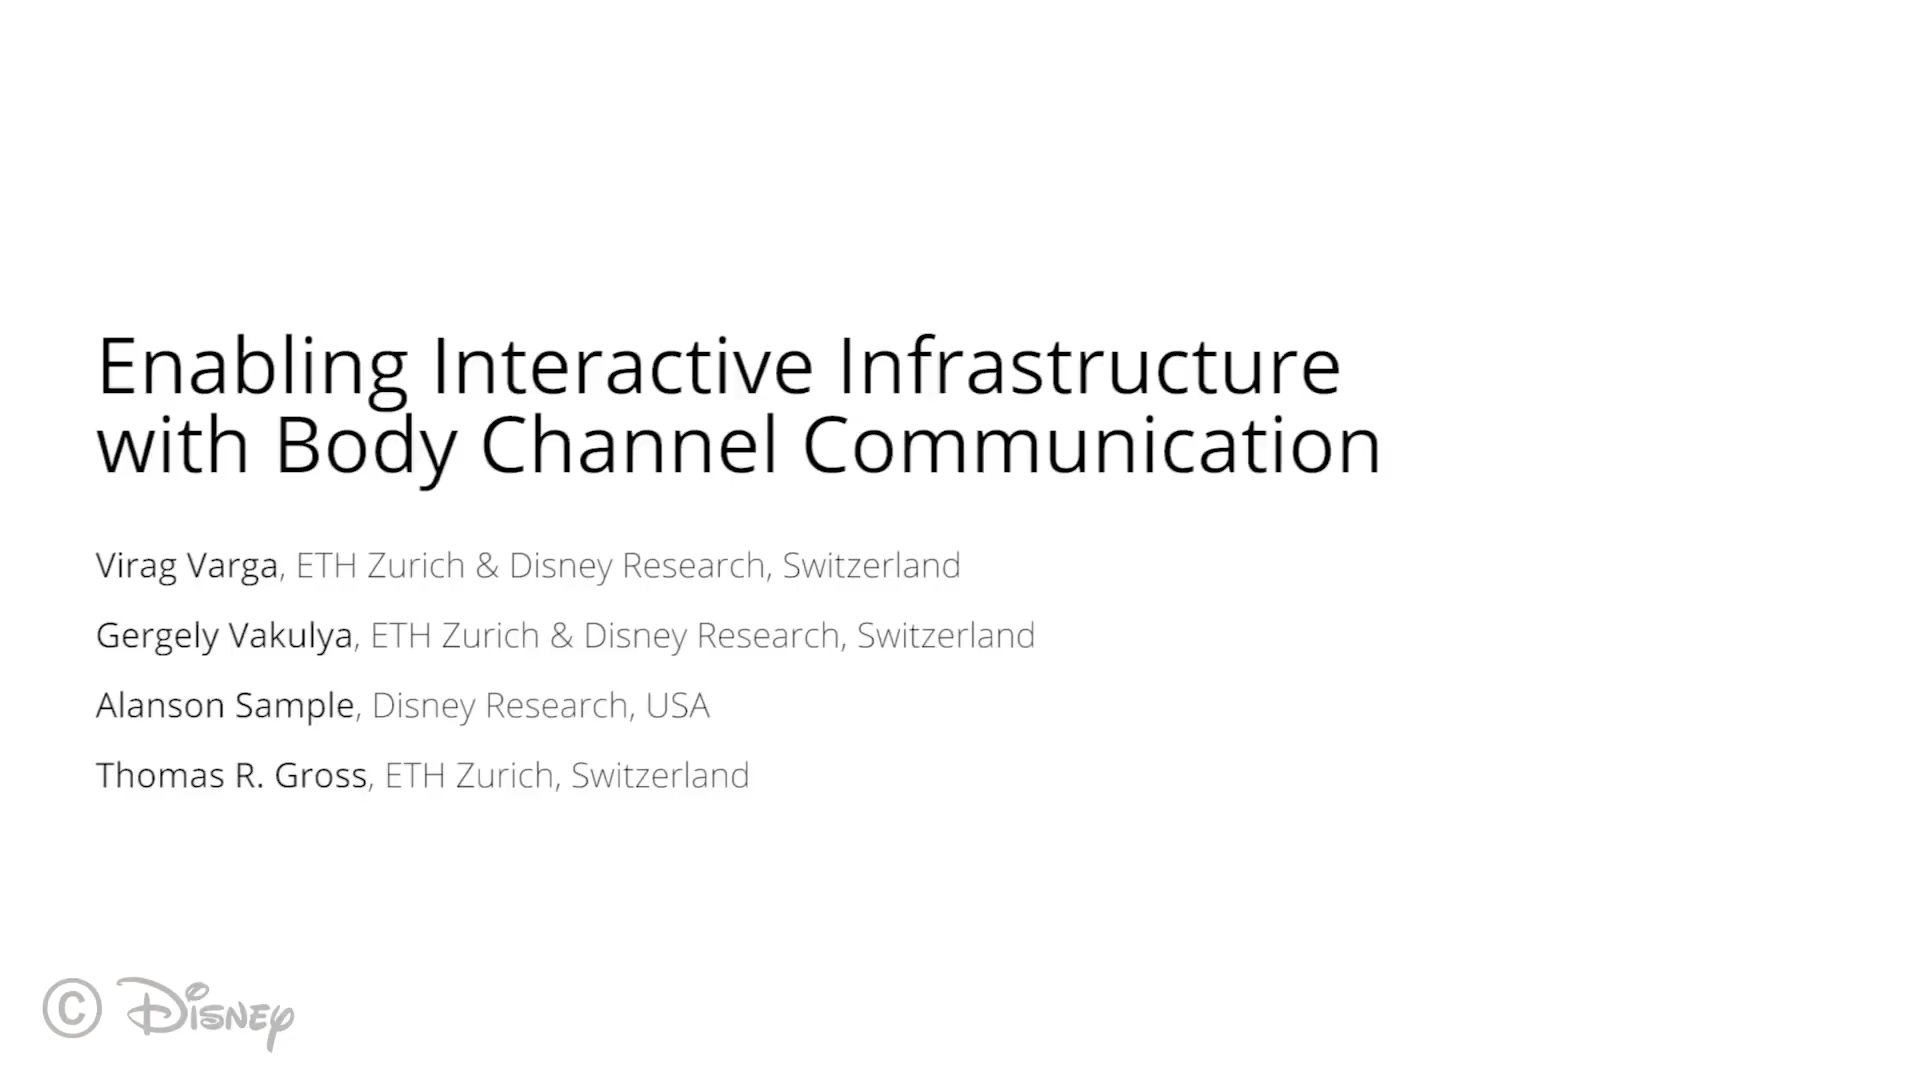 Enabling Interactive Infrastructure
with Body Channel Communication
Virag Varga, ETH Zurich & Disney Research, Switzerland
Gergely Vakulya, ETH Zurich & Disney Research, Switzerland
Alanson Sample, Disney Research, USA
Thomas R. Gross, ETH Zurich, Switzerland
© Disney